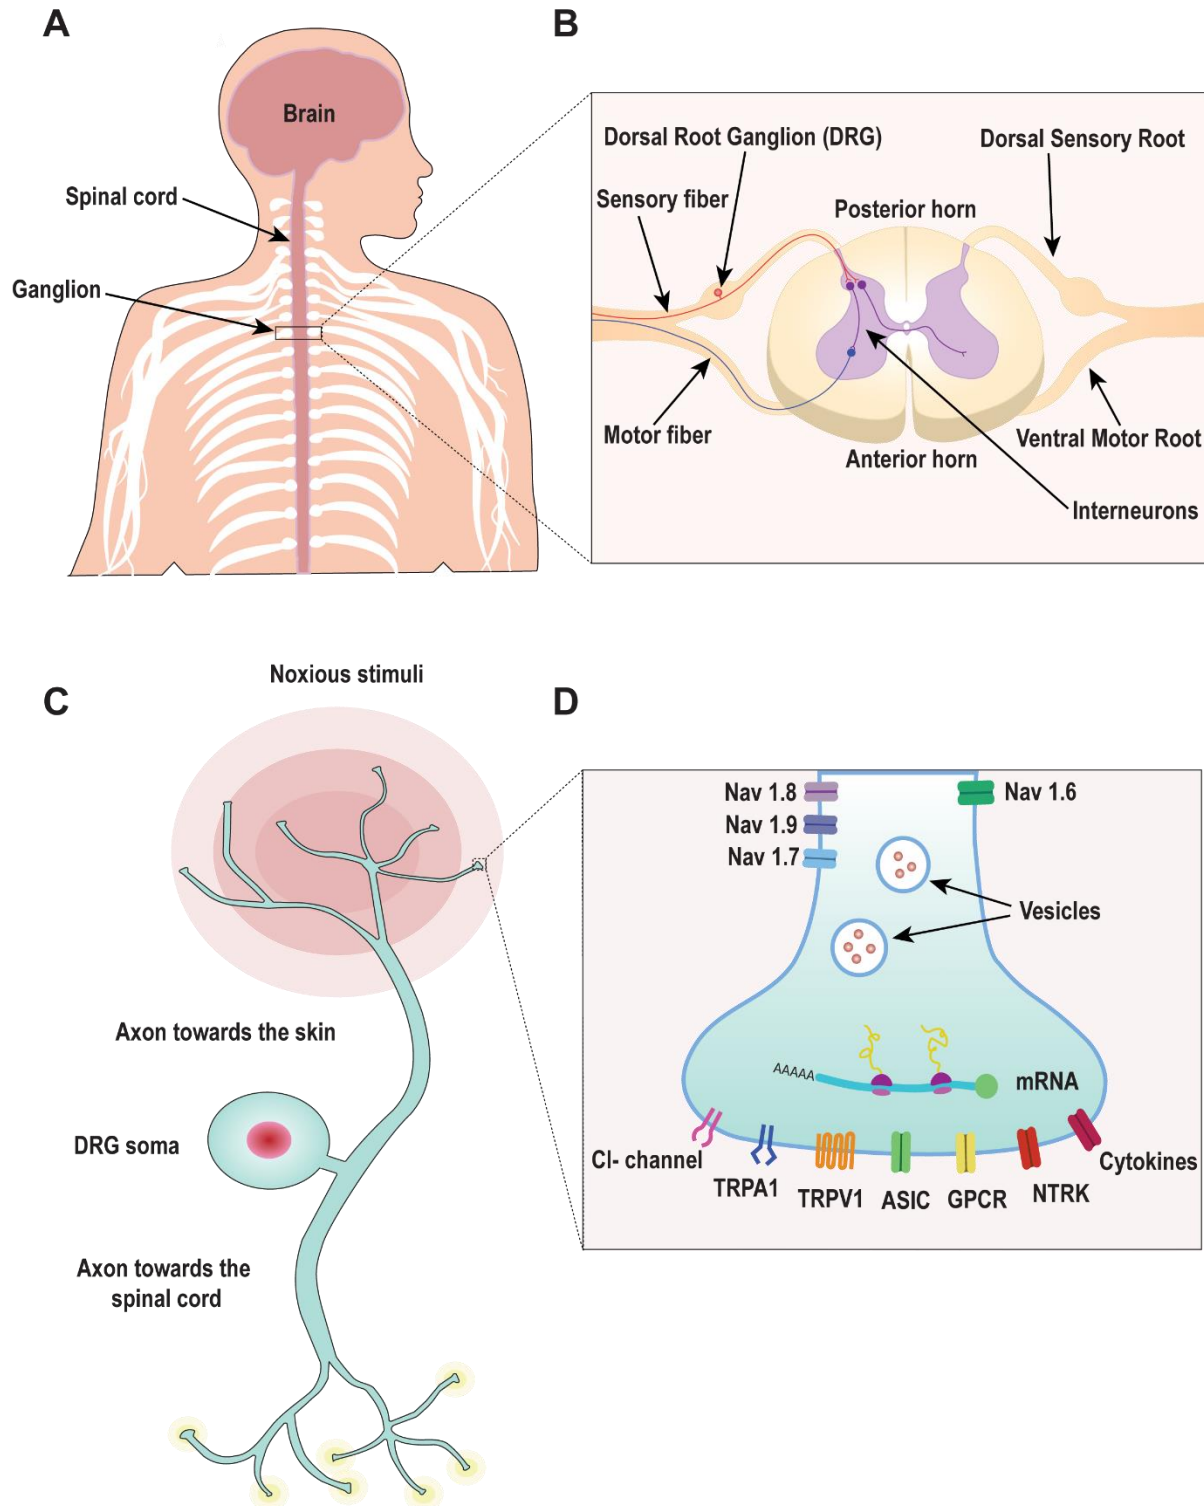 A
Brain
Spinal cord
Ganglion
B
Dorsal Root Ganglion (DRG)
Dorsal Sensory Root
Sensory fiber
Posterior horn
Motor fiber
Anterior horn
Ventral Motor Root
Interneurons
C
Noxious stimuli
Axon towards the skin
DRG soma
Axon towards the
spinal cord
D
Nav 1.8
Nav 1.6
Nav 1.9
Nav 1.7
Vesicles
AAAAA
mRNA
Cl- channel
TRPA1
TRPV1
ASIC
GPCR
NTRK
Cytokines